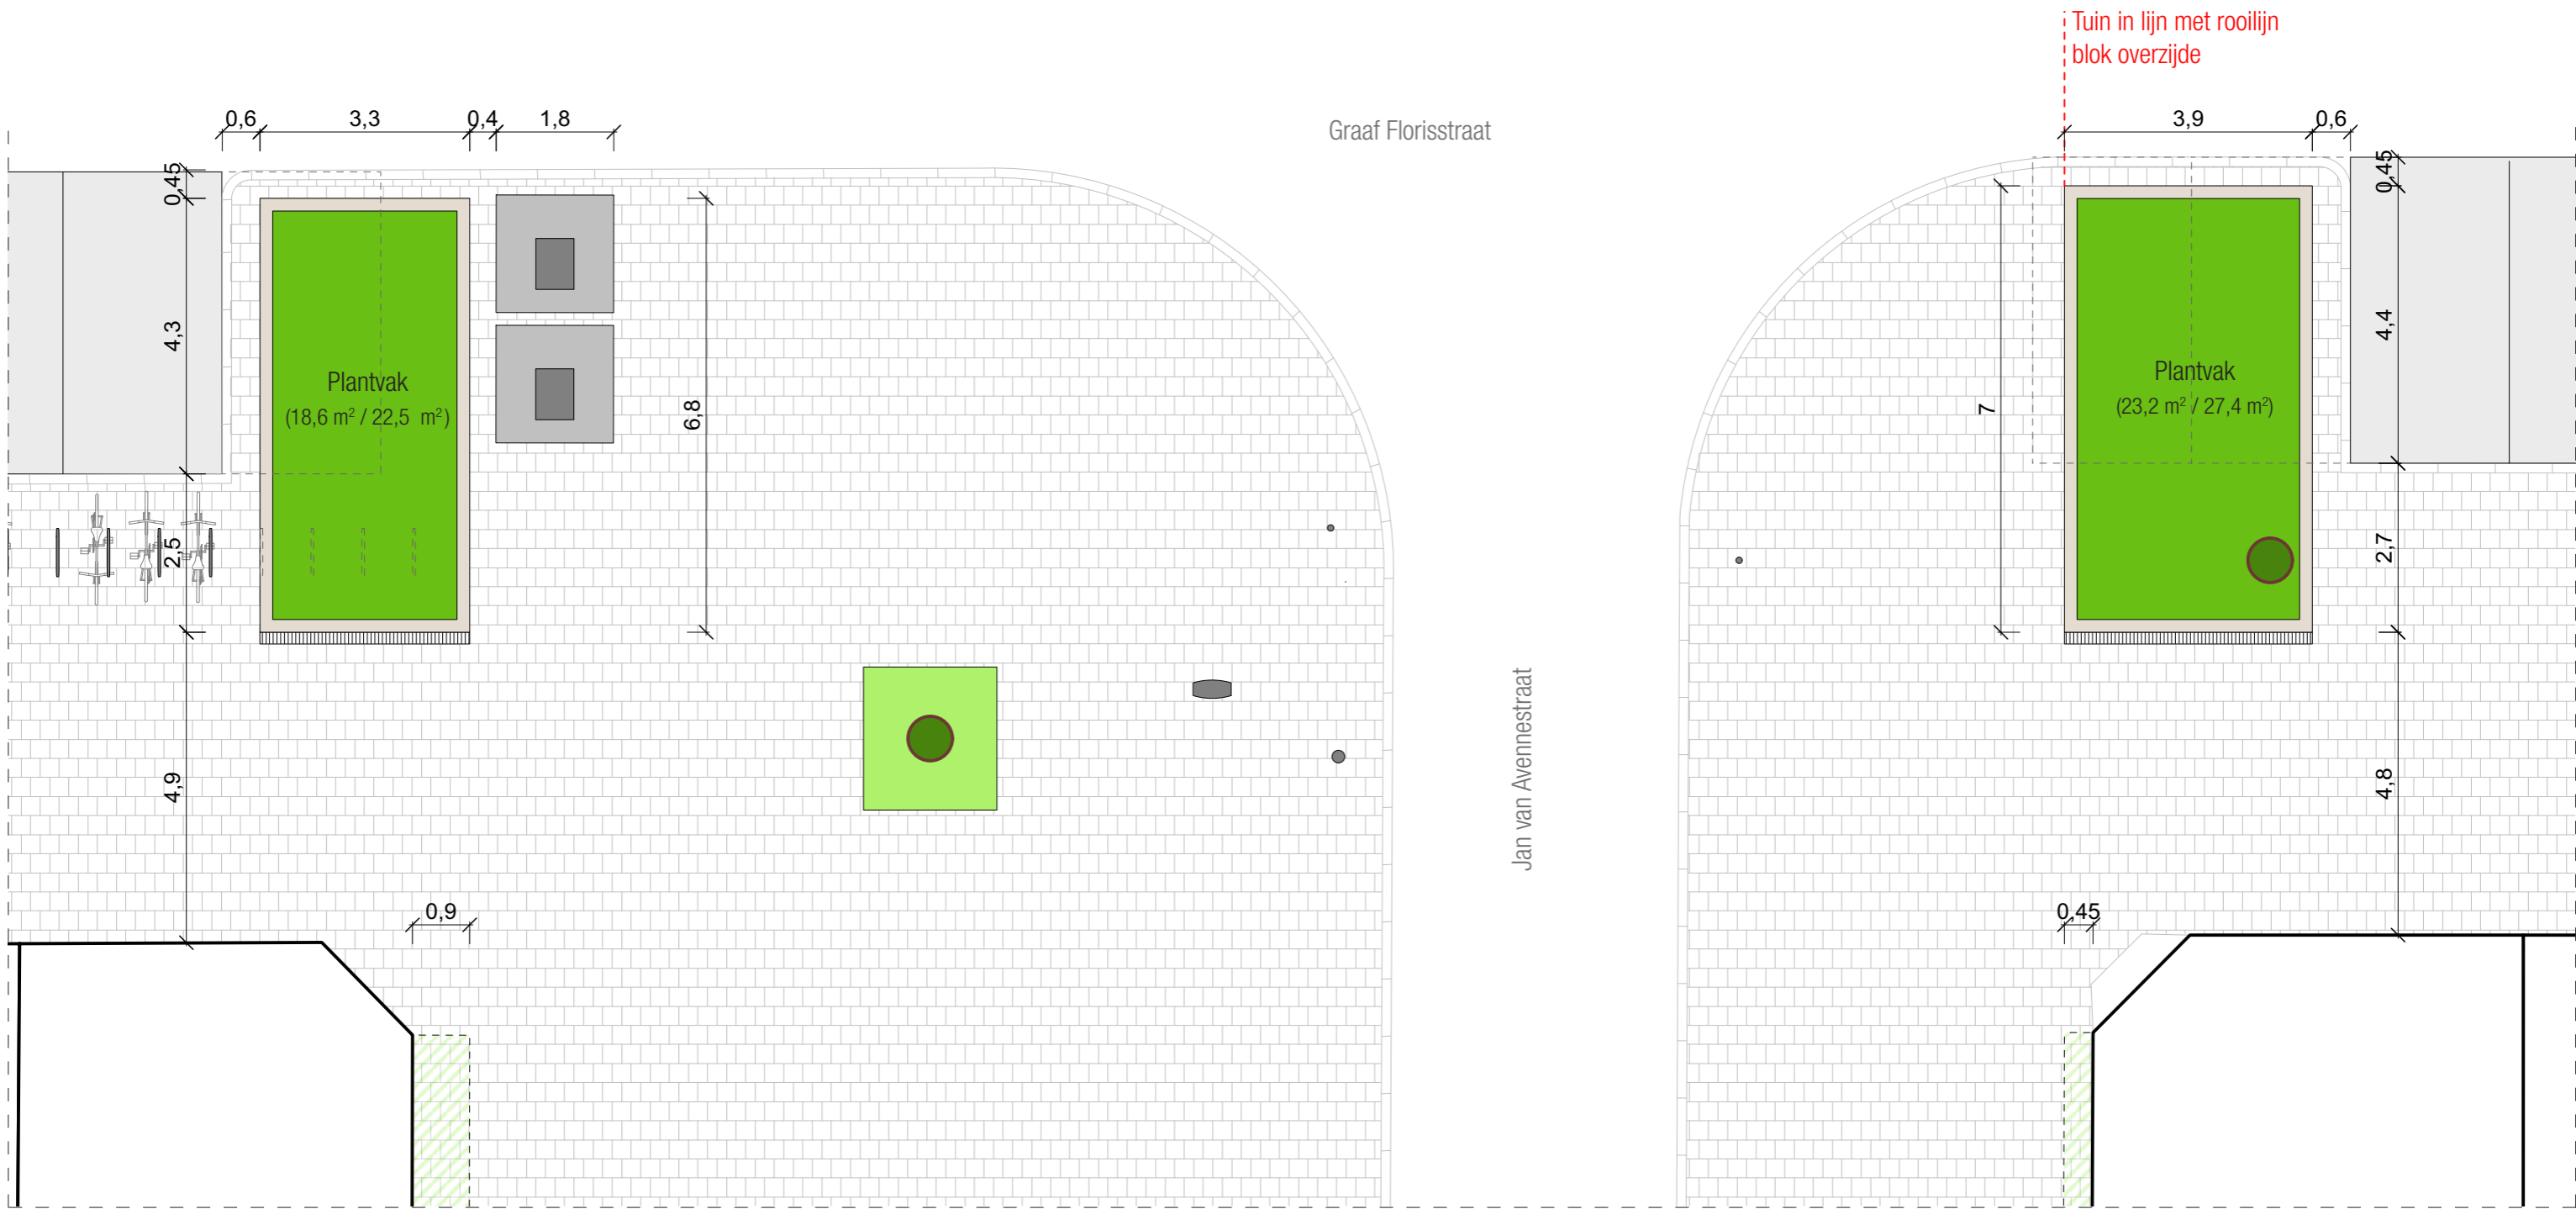 Tuin in lijn met rooilijn
blok overzijde
Graaf Florisstraat
0,6
3,3
0,4
1,8
3,9
0,6
0,45
0,45
4,3
4,4
Plantvak
(18,6 m² / 22,5 m²)
6,8
7
Plantvak
(23,2 m² / 27,4 m²)
2,5
2,7
Jan van Avennestraat
4,9
4,8
0,9
0,45